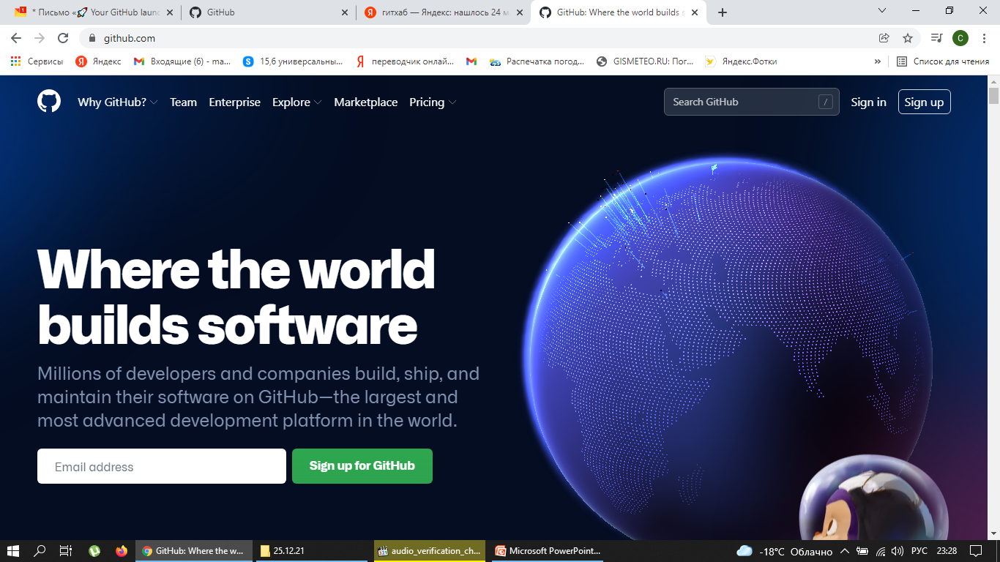 * Письмо «🚀 Your GitHub laun
GitHub
гитхаб — Яндекс: нашлось 24 м
GitHub: Where the world builds s
github.com
C
Сервисы
Яндекс
Входящие (6) - ma...
15,6 универсальны...
переводчик онлай...
Распечатка погод...
GISMETEO.RU: Пог...
Яндекс.Фотки
»
Список для чтения
Why GitHub?
Team
Enterprise
Explore
Marketplace
Pricing
Search GitHub
/
Sign in
Sign up
Where the world
builds software
Millions of developers and companies build, ship, and
maintain their software on GitHub—the largest and
most advanced development platform in the world.
Email address
Sign up for GitHub
GitHub: Where the w...
25.12.21
audio_verification_ch...
Microsoft PowerPoint...
-18°C Облачно
РУС
23:28